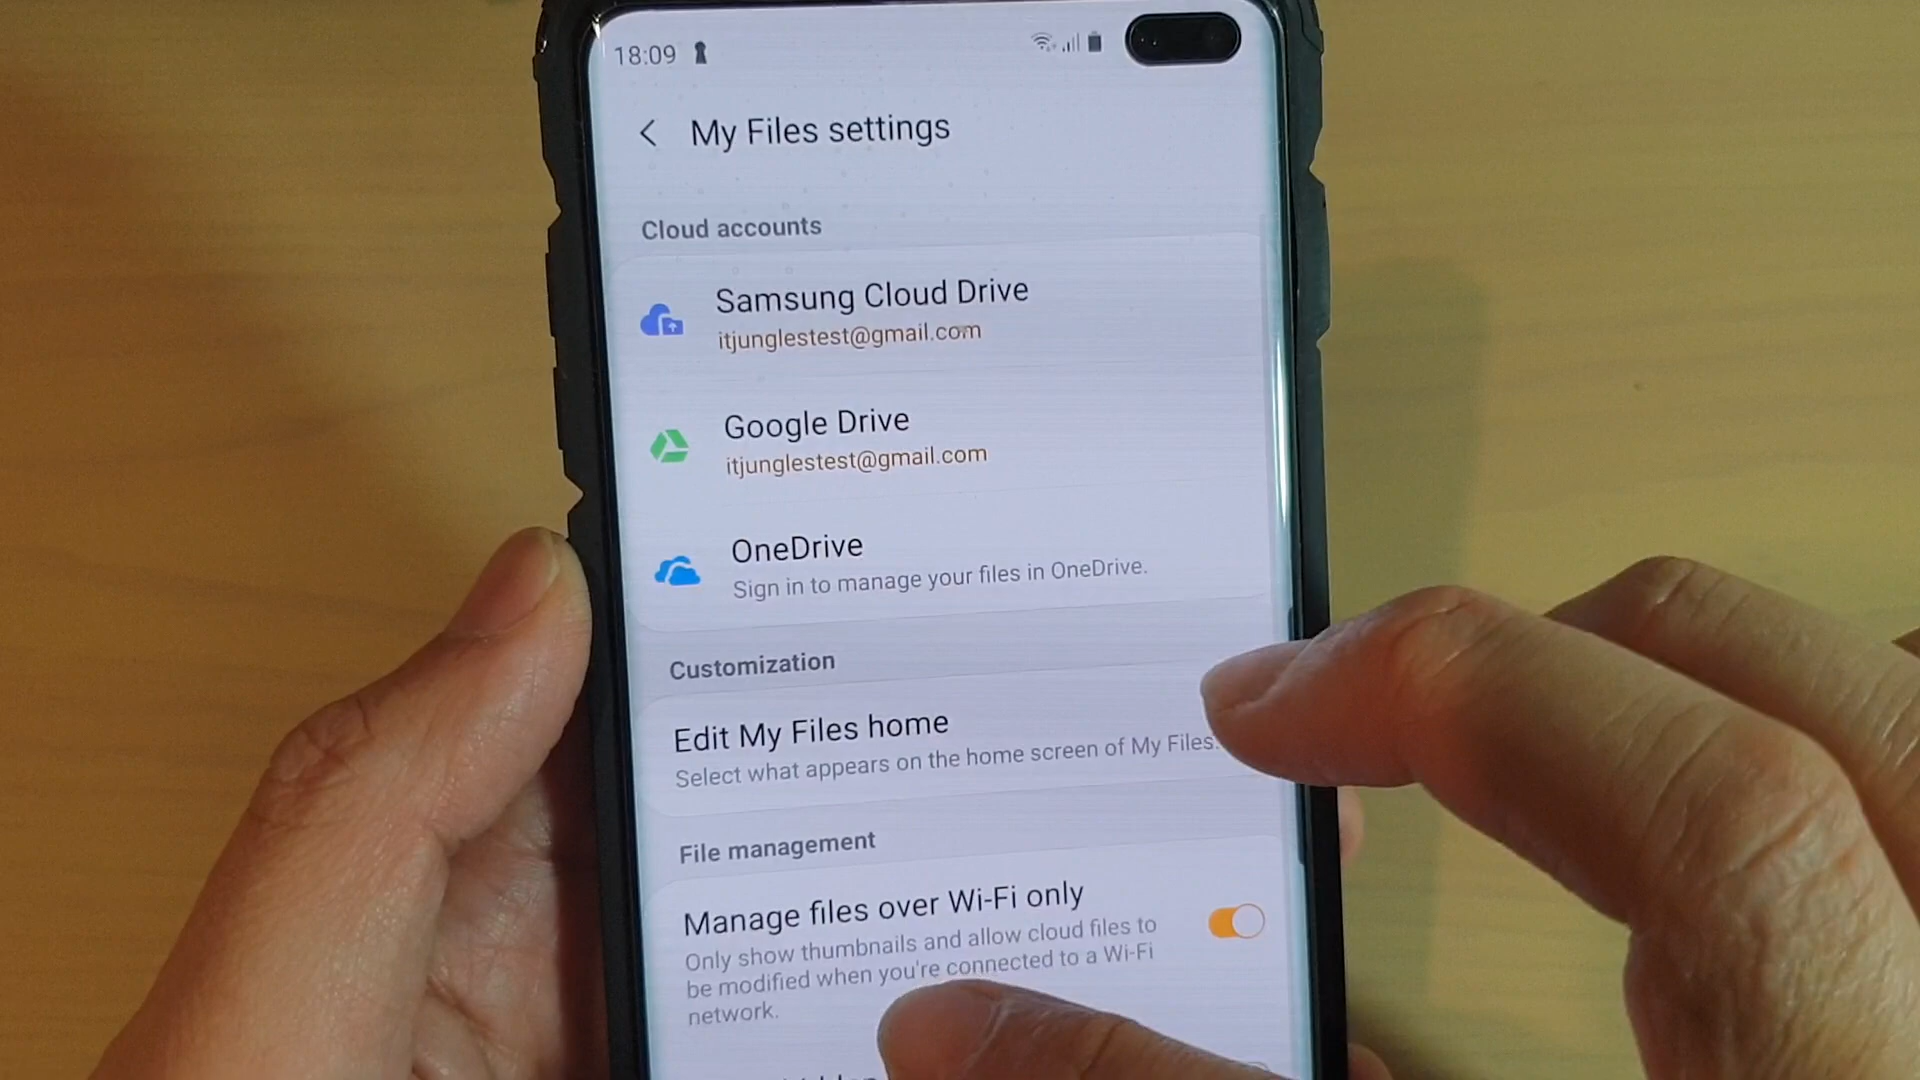 18:09
My Files settings
Cloud accounts
Samsung Cloud Drive
itjunglestest@gmail.com
Google Drive
itjunglestest@gmail.com
OneDrive
Sign in to manage your files in OneDrive.
Customization
Edit My Files home
Select what appears on the home screen of My Files.
File management
Manage files over Wi-Fi only
Only show thumbnails and allow cloud files to
be modified when you're connected to a Wi-Fi
network.